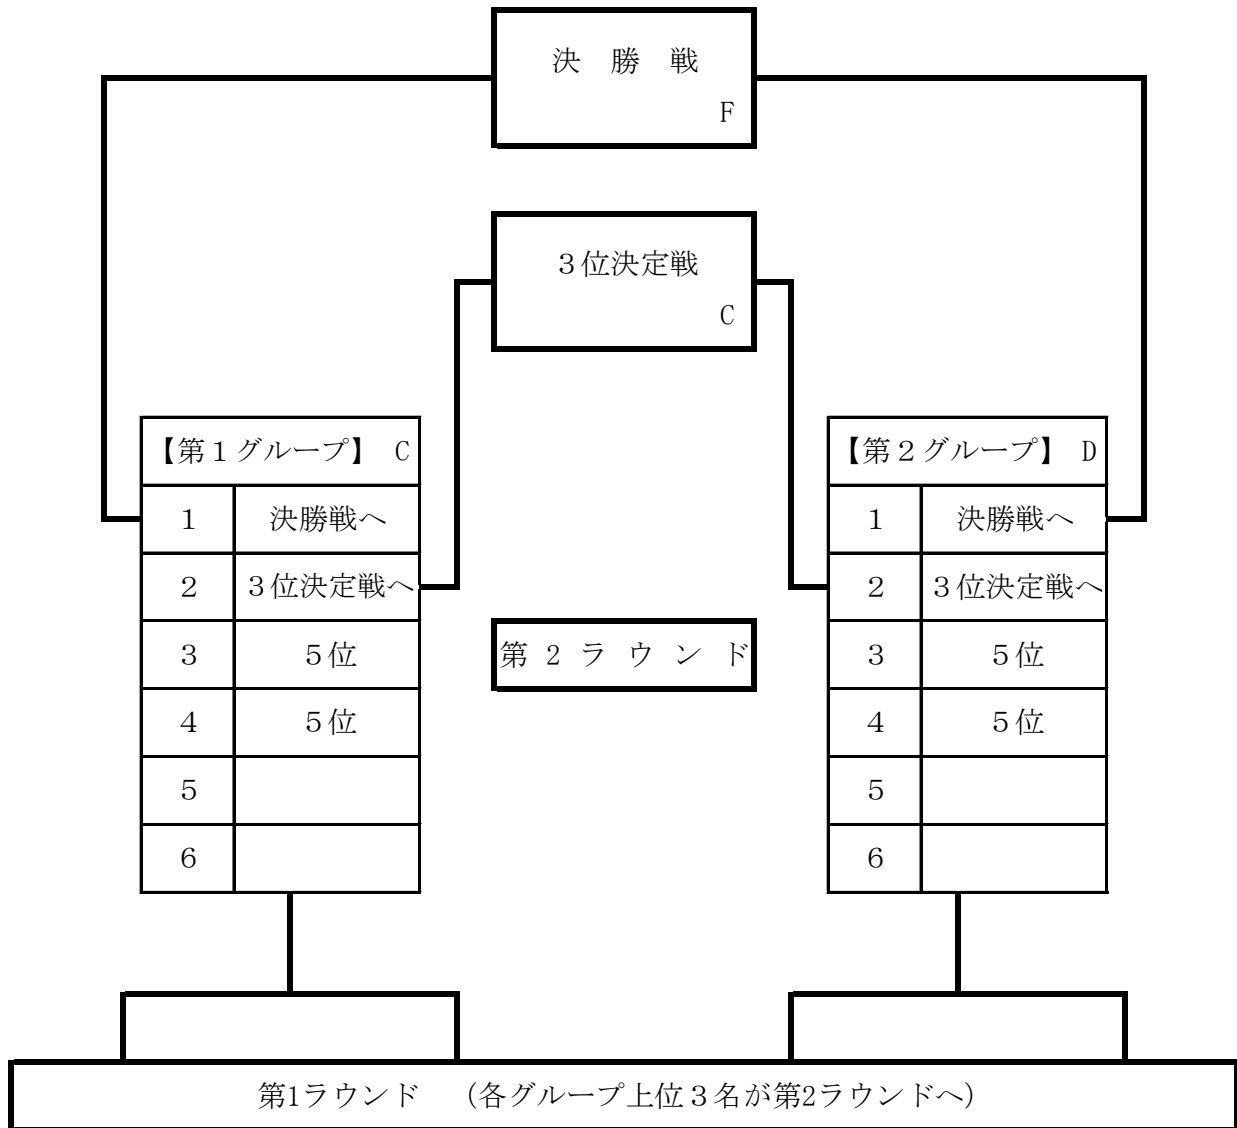 決 勝 戦
F
３位決定戦
C
【第１グループ】 C
1 決勝戦へ
2 ３位決定戦へ
3 ５位
4 ５位
5
6
第 2 ラ ウ ン ド
【第２グループ】 D
1 決勝戦へ
2 ３位決定戦へ
3 ５位
4 ５位
5
6
第1ラウンド （各グループ上位３名が第2ラウンドへ）